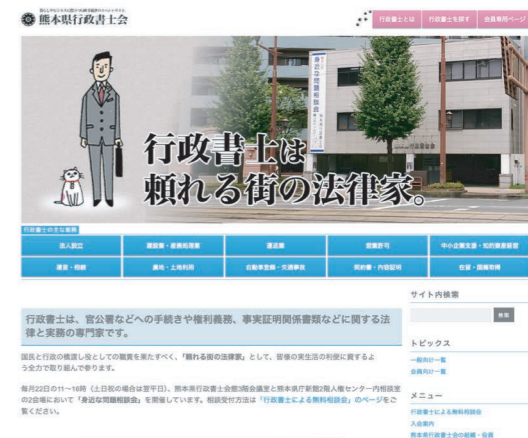 熊本県行政書士会
行政書士とは 行政書士を探す 会員専用ページ
身近な問題相談会
行政書士は
頼れる街の法律家。
行政書士の主な業務
法人設立 建設業・産廃処理業 運送業 営業許可 中小企業支援・知的資産経営
遺言・相続 農地・土地利用 自動車登録・交通事故 契約書・内容証明 在留・国籍取得
サイト内検索
検索
行政書士は、官公署などへの手続きや権利義務、事実証明関係書類などに関する法
律と実務の専門家です。
トピックス
一般向け一覧
会員向け一覧
国民と行政の橋渡し役としての職責を果たすべく、「頼れる街の法律家」として、皆様の実生活の利便に資するよ
う全力で取り組んで参ります。
毎月22日の11〜16時（土日祝の場合は翌平日）、熊本県行政書士会館3階会議室と熊本県庁新館2階人権センター内相談室
の2会場において「身近な問題相談会」を開催しています。相談受付方法は「行政書士による無料相談会」のページをご
覧ください。
メニュー
行政書士による無料相談会
入会案内
熊本県行政書士会の組織・会員